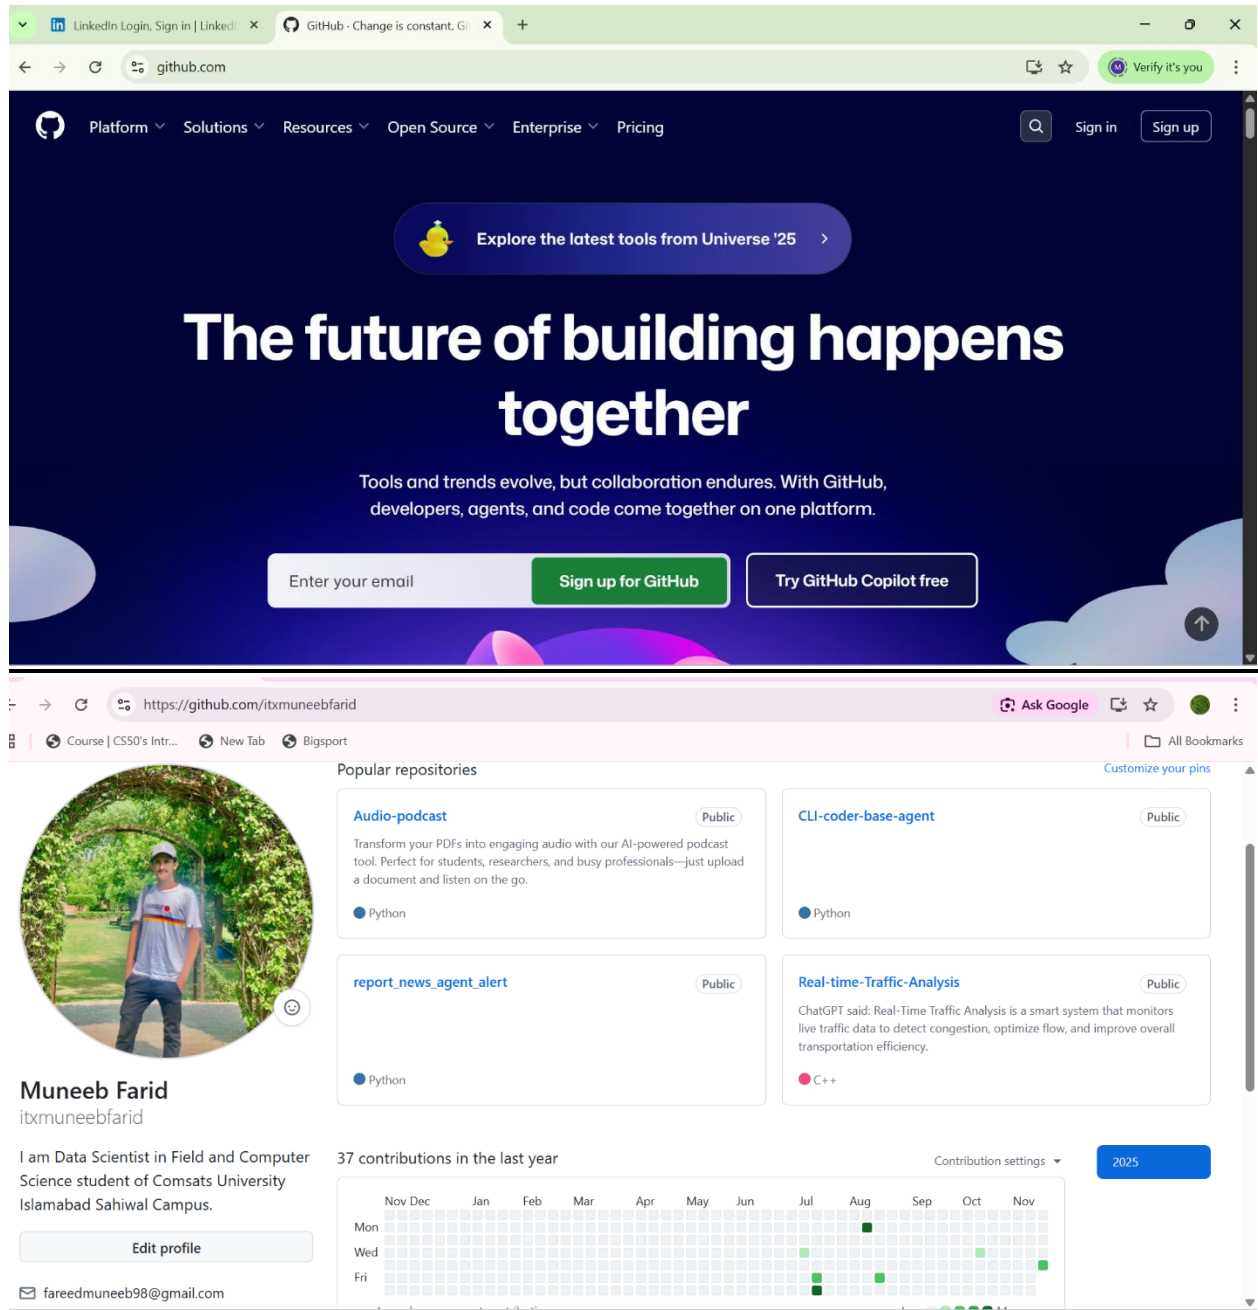 LinkedIn Login, Sign in | Linked
GitHub · Change is constant. Gi
github.com
Verify it's you
Platform
Solutions
Resources
Open Source
Enterprise
Pricing
Sign in
Sign up
Explore the latest tools from Universe '25
The future of building happens
together
Tools and trends evolve, but collaboration endures. With GitHub,
developers, agents, and code come together on one platform.
Enter your email
Sign up for GitHub
Try GitHub Copilot free
https://github.com/itxmuneebfarid
Ask Google
Course | CS50's Intr...
New Tab
Bigsport
All Bookmarks
Popular repositories
Customize your pins
Audio-podcast
Public
Transform your PDFs into engaging audio with our AI-powered podcast
tool. Perfect for students, researchers, and busy professionals—just upload
a document and listen on the go.
Python
CLI-coder-base-agent
Public
Python
report_news_agent_alert
Public
Python
Real-time-Traffic-Analysis
Public
ChatGPT said: Real-Time Traffic Analysis is a smart system that monitors
live traffic data to detect congestion, optimize flow, and improve overall
transportation efficiency.
C++
Muneeb Farid
itxmuneebfarid
I am Data Scientist in Field and Computer
Science student of Comsats University
Islamabad Sahiwal Campus.
Edit profile
fareedmuneeb98@gmail.com
37 contributions in the last year
Contribution settings
2025
Nov Dec Jan Feb Mar Apr May Jun Jul Aug Sep Oct Nov
Mon
Wed
Fri